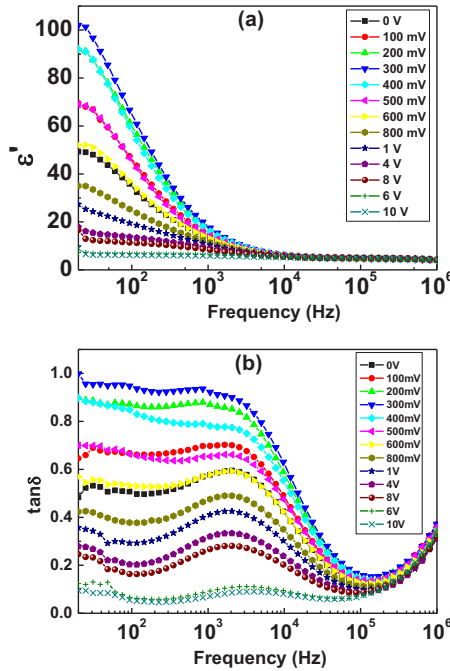 (a)
ε'
100
80
60
40
20
0
0 V
100 mV
200 mV
300 mV
400 mV
500 mV
600 mV
800 mV
1 V
4 V
8 V
6 V
10 V
10²
10³
10⁴
10⁵
10⁶
Frequency (Hz)
(b)
tanδ
1.0
0.8
0.6
0.4
0.2
0.0
0V
100mV
200mV
300mV
400mV
500mV
600mV
800mV
1V
4V
8V
6V
10V
10²
10³
10⁴
10⁵
10⁶
Frequency (Hz)